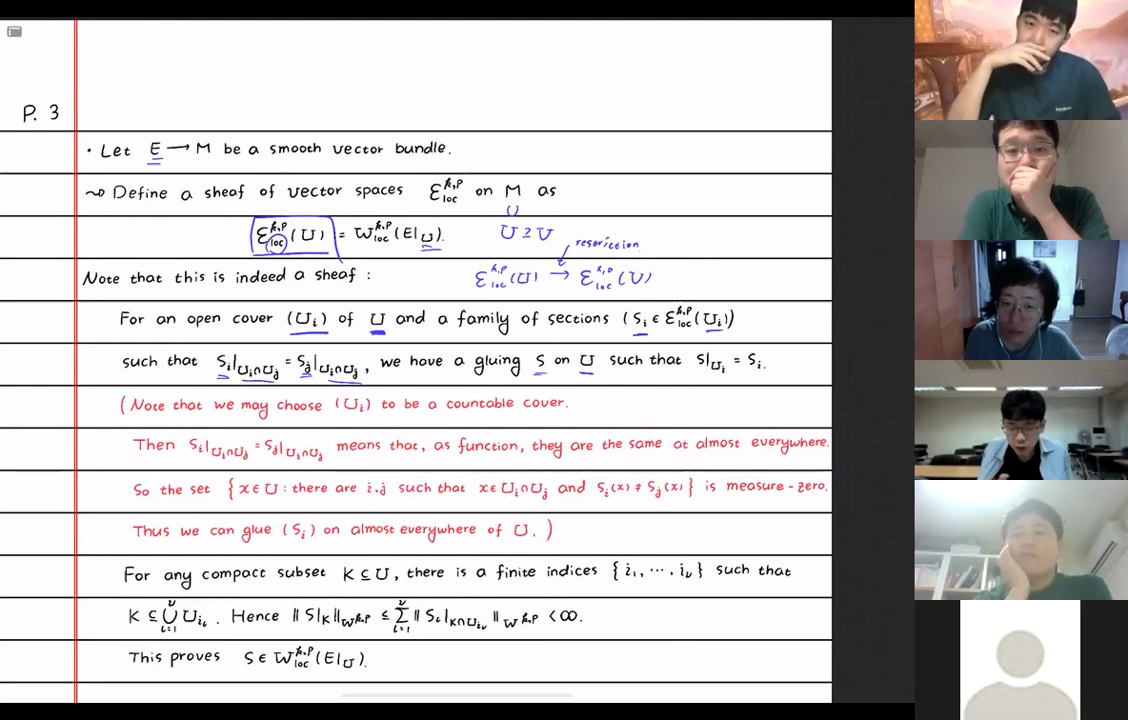 P. 3
· Let E → M be a smooth vector bundle.
⇝ Define a sheaf of vector spaces ℰ^{k,p}_{loc} on M as
ℰ^{k,p}_{loc}(U) = W^{k,p}_{loc}(E|_U). U ⊇ V
restriction
Note that this is indeed a sheaf : ℰ^{k,p}_{loc}(U) → ℰ^{k,p}_{loc}(V)
For an open cover (U_i) of U and a family of sections (S_i ∈ ℰ^{k,p}_{loc}(U_i))
such that S_i|_{U_i∩U_j} = S_j|_{U_i∩U_j}, we have a gluing S on U such that S|_{U_i} = S_i.
(Note that we may choose (U_i) to be a countable cover.
Then S_i|_{U_i∩U_j} = S_j|_{U_i∩U_j} means that, as function, they are the same at almost everywhere.
So the set {x∈U : there are i.j such that x∈U_i∩U_j and S_i(x) ≠ S_j(x)} is measure-zero.
Thus we can glue (S_i) on almost everywhere of U.)
For any compact subset K ⊆ U, there is a finite indices {i_1, ⋯, i_ν} such that
K ⊆ ⋃_{ι=1}^{ν} U_{i_ι}. Hence ‖S|_K‖_{W^{k,p}} ≤ Σ_{ι=1}^{ν} ‖S_ι|_{K∩U_{i_ι}}‖_{W^{k,p}} < ∞.
This proves S ∈ W^{k,p}_{loc}(E|_U).